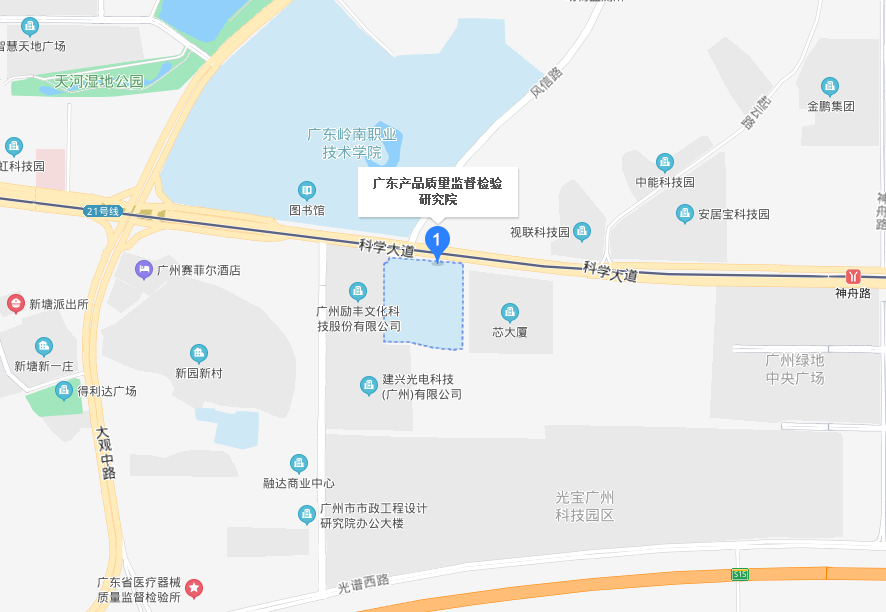 智慧天地广场
天河湿地公园
虹科技园
21号线
广东岭南职业
技术学院
图书馆
风信路
金鹏集团
中能科技园
安居宝科技园
视联科技园
神舟路
广东产品质量监督检验
研究院
1
科学大道
科学大道
神舟路
广州赛菲尔酒店
新塘派出所
广州励丰文化科
技股份有限公司
芯大厦
新塘新一庄
新园新村
得利达广场
建兴光电科技
(广州)有限公司
广州绿地
中央广场
大观中路
融达商业中心
广州市市政工程设计
研究院办公大楼
光宝广州
科技园区
S15
广东省医疗器械
质量监督检验所
光谱西路